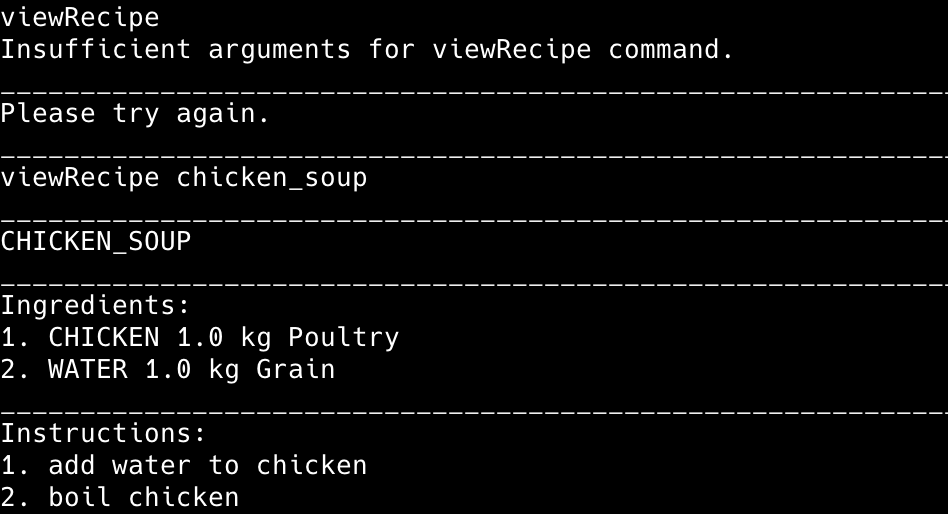 viewRecipe
Insufficient arguments for viewRecipe command.
____________________________________________________________
Please try again.
____________________________________________________________
viewRecipe chicken_soup
____________________________________________________________
CHICKEN_SOUP
____________________________________________________________
Ingredients:
1. CHICKEN 1.0 kg Poultry
2. WATER 1.0 kg Grain
____________________________________________________________
Instructions:
1. add water to chicken
2. boil chicken